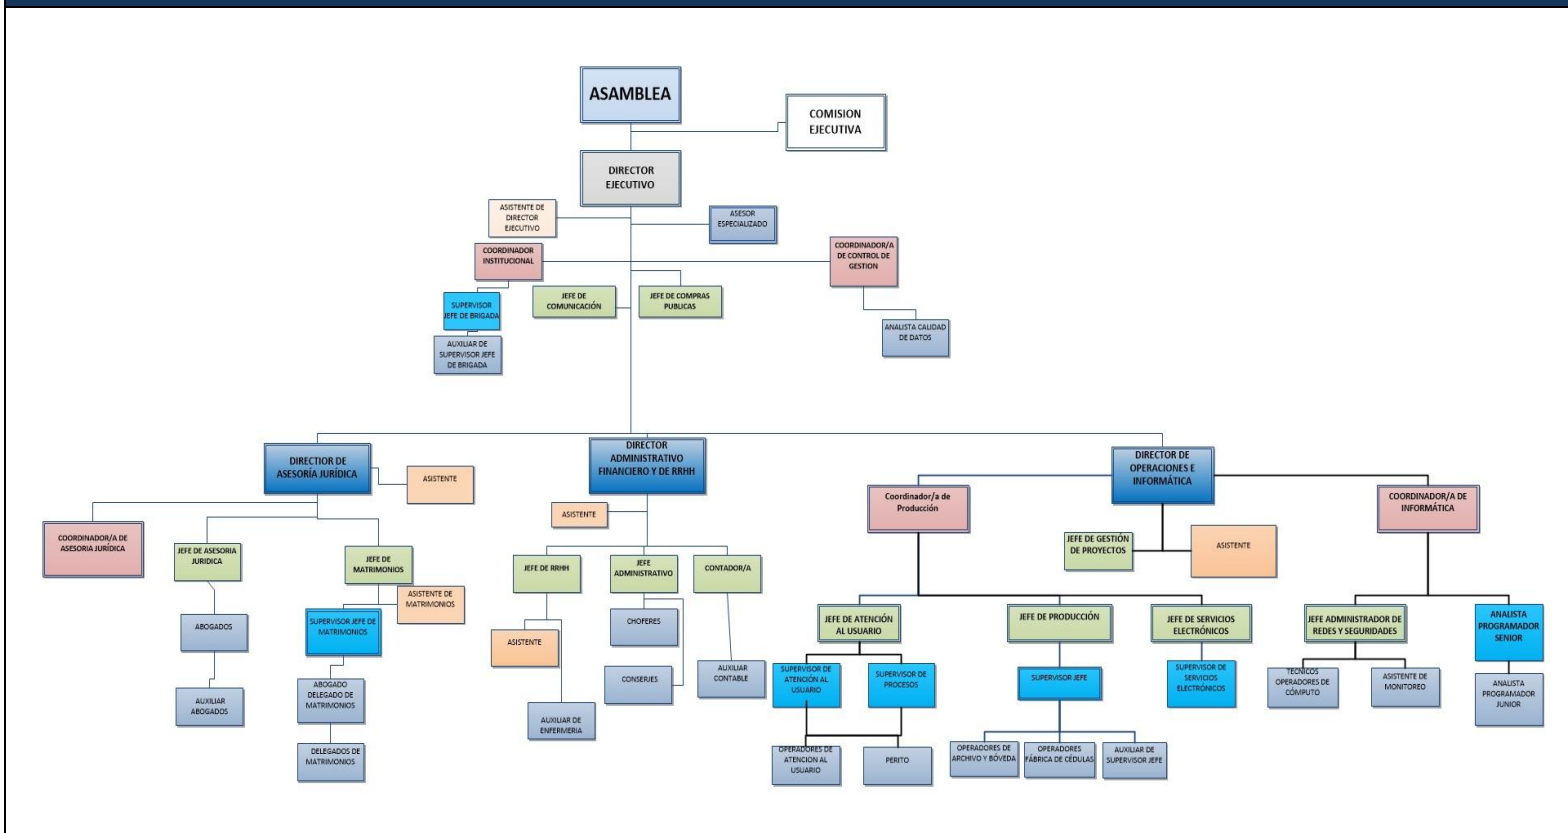 ASAMBLEA
COMISION
EJECUTIVA
DIRECTOR
EJECUTIVO
ASISTENTE DE
DIRECTOR
EJECUTIVO
ASESOR
ESPECIALIZADO
COORDINADOR
INSTITUCIONAL
COORDINADOR/A
DE CONTROL DE
GESTION
JEFE DE
COMUNICACIÓN
JEFE DE COMPRAS
PUBLICAS
SUPERVISOR
JEFE DE BRIGADA
ANALISTA CALIDAD
DE DATOS
AUXILIAR DE
SUPERVISOR JEFE
DE BRIGADA
DIRECTIOR DE
ASESORÍA JURÍDICA
ASISTENTE
COORDINADOR/A DE
ASESORIA JURÍDICA
JEFE DE ASESORIA
JURIDICA
JEFE DE
MATRIMONIOS
ASISTENTE DE
MATRIMONIOS
ABOGADOS
SUPERVISOR JEFE DE
MATRIMONIOS
AUXILIAR
ABOGADOS
ABOGADO
DELEGADO DE
MATRIMONIOS
DELEGADOS DE
MATRIMONIOS
DIRECTOR
ADMINISTRATIVO
FINANCIERO Y DE RRHH
ASISTENTE
JEFE DE RRHH
JEFE
ADMINISTRATIVO
CONTADOR/A
ASISTENTE
CHOFERES
CONSERJES
AUXILIAR
CONTABLE
AUXILIAR DE
ENFERMERIA
DIRECTOR DE
OPERACIONES E
INFORMÁTICA
Coordinador/a de
Producción
COORDINADOR/A DE
INFORMÁTICA
JEFE DE GESTIÓN
DE PROYECTOS
ASISTENTE
JEFE DE ATENCIÓN
AL USUARIO
JEFE DE PRODUCCIÓN
JEFE DE SERVICIOS
ELECTRÓNICOS
JEFE ADMINISTRADOR DE
REDES Y SEGURIDADES
ANALISTA
PROGRAMADOR
SENIOR
SUPERVISOR DE
ATENCIÓN AL
USUARIO
SUPERVISOR DE
PROCESOS
SUPERVISOR JEFE
SUPERVISOR DE
SERVICIOS
ELECTRÓNICOS
TECNICOS
OPERADORES DE
CÓMPUTO
ASISTENTE DE
MONITOREO
ANALISTA
PROGRAMADOR
JUNIOR
OPERADORES DE
ATENCION AL
USUARIO
PERITO
OPERADORES DE
ARCHIVO Y BÓVEDA
OPERADORES
FÁBRICA DE CÉDULAS
AUXILIAR DE
SUPERVISOR JEFE